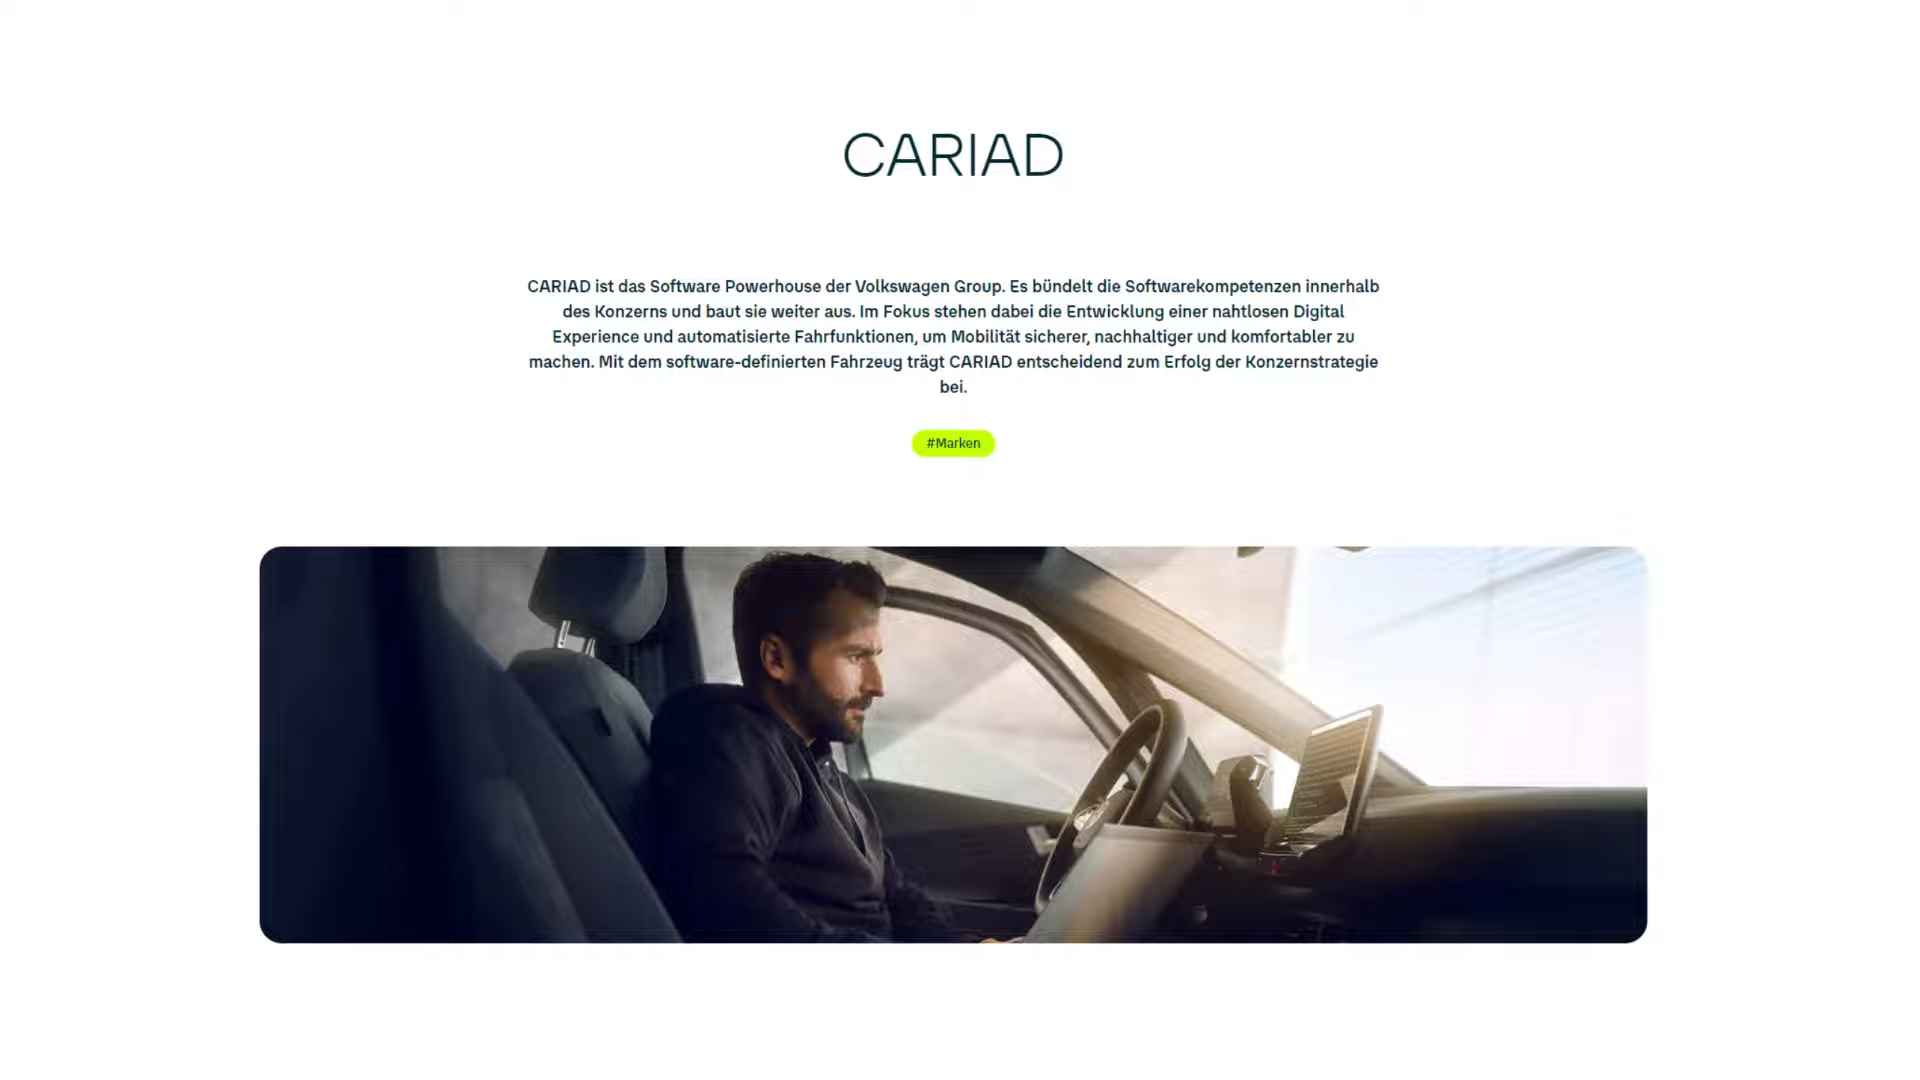 CARIAD
CARIAD ist das Software Powerhouse der Volkswagen Group. Es bündelt die Softwarekompetenzen innerhalb
des Konzerns und baut sie weiter aus. Im Fokus stehen dabei die Entwicklung einer nahtlosen Digital
Experience und automatisierte Fahrfunktionen, um Mobilität sicherer, nachhaltiger und komfortabler zu
machen. Mit dem software-definierten Fahrzeug trägt CARIAD entscheidend zum Erfolg der Konzernstrategie
bei.
#Marken